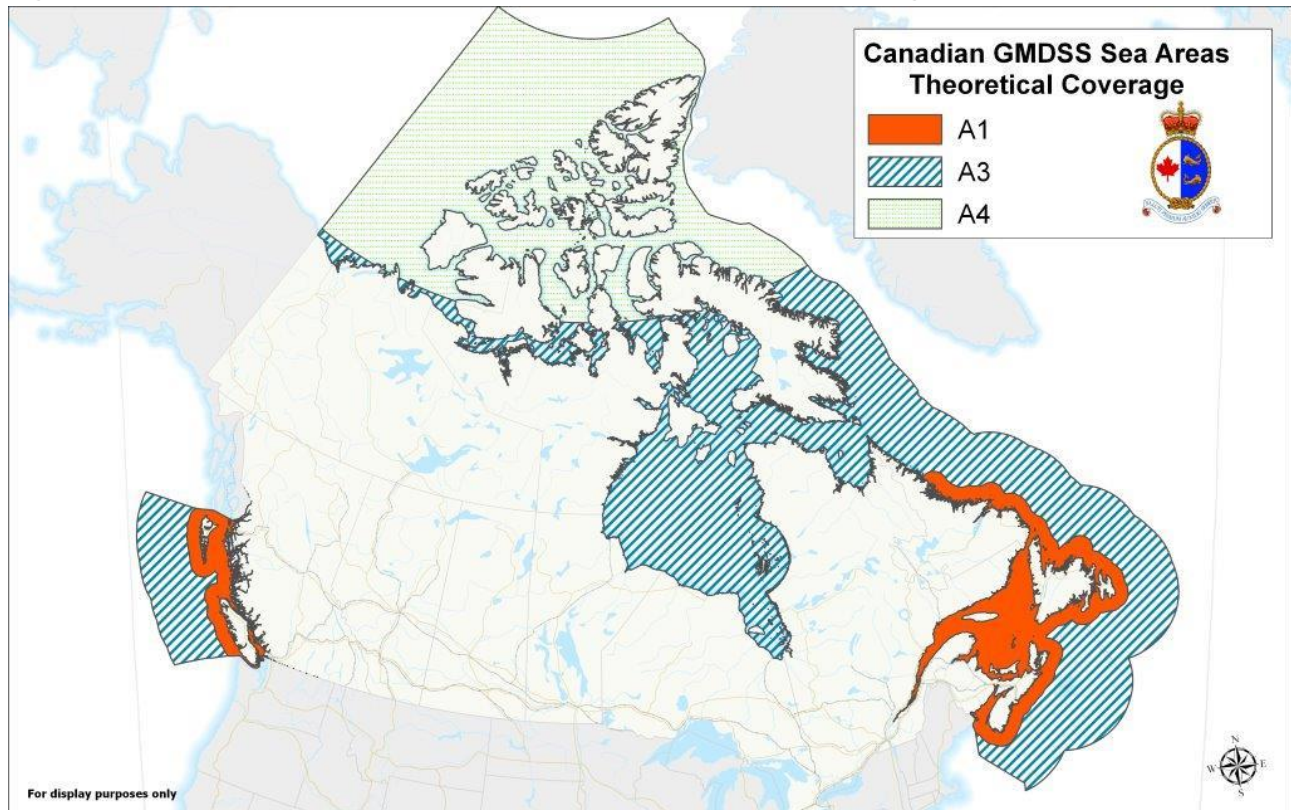 Canadian GMDSS Sea Areas
Theoretical Coverage
A1
A3
A4
N
W E
S
For display purposes only